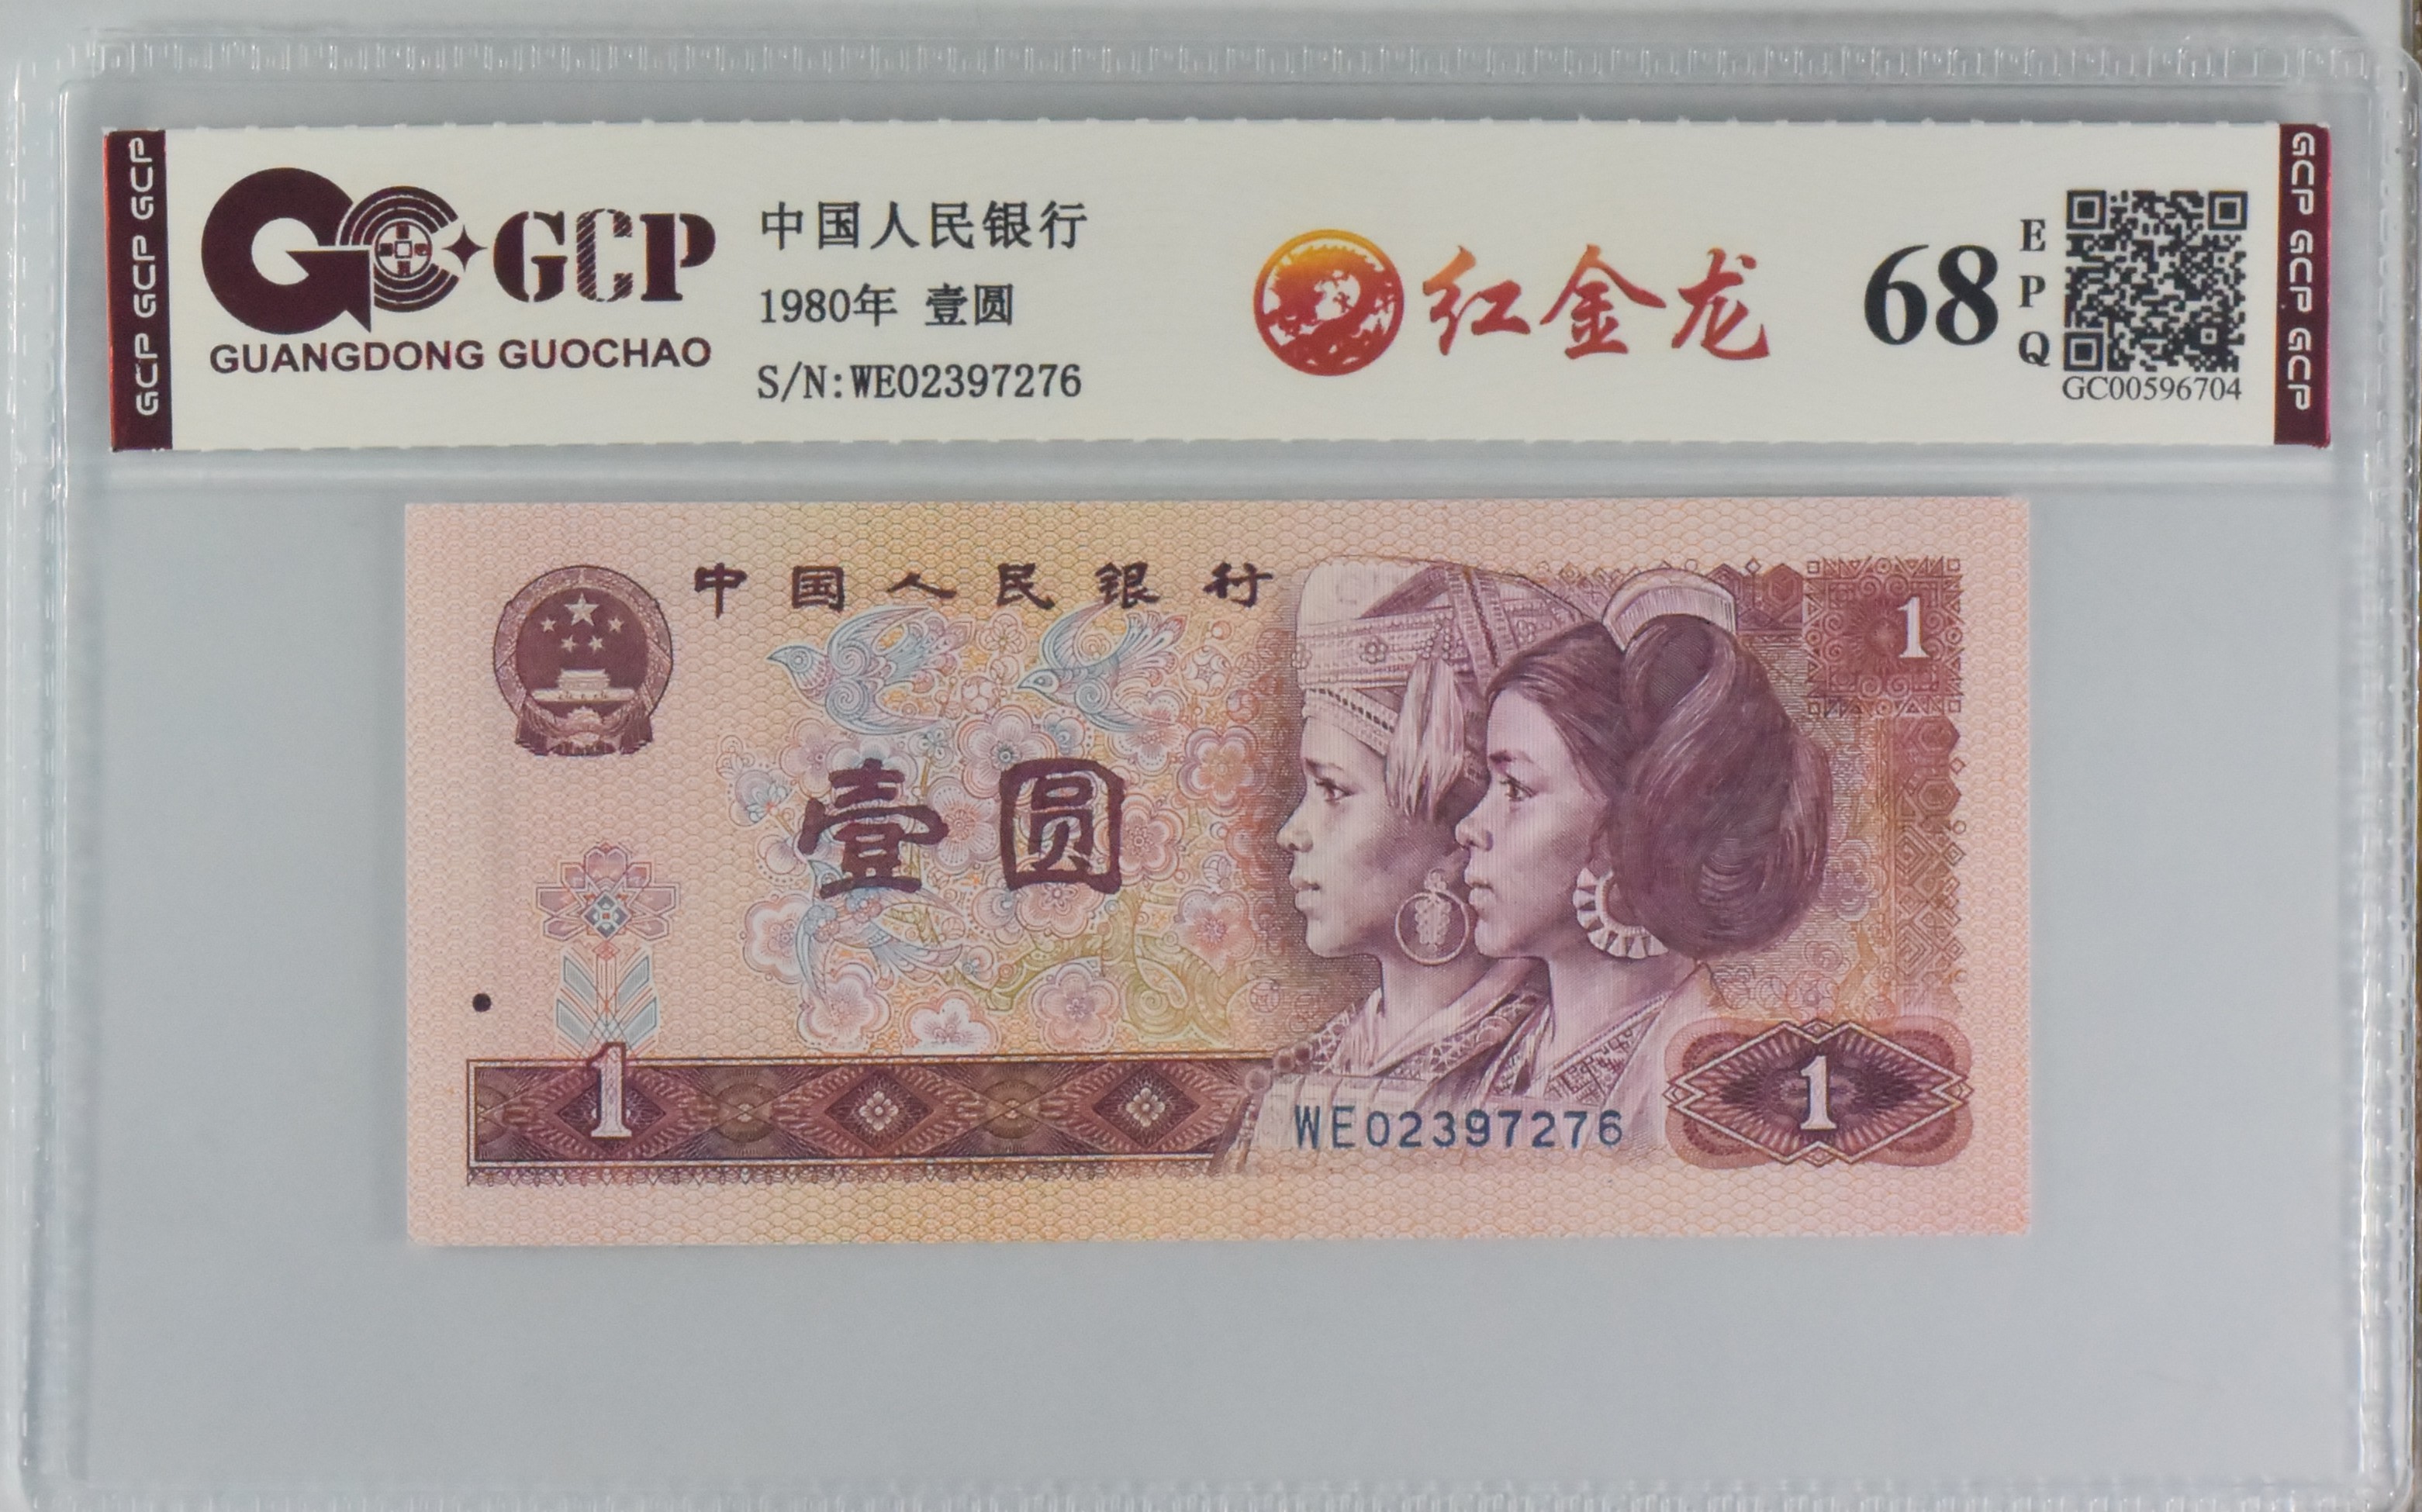 GCP GCP GCP
GCP
GUANGDONG GUOCHAO
中国人民银行
1980年 壹圆
S/N:WE02397276
红金龙
68
EPQ
GC00596704
GCP GCP GCP
中国人民银行
1
壹圆
1
WE02397276
1